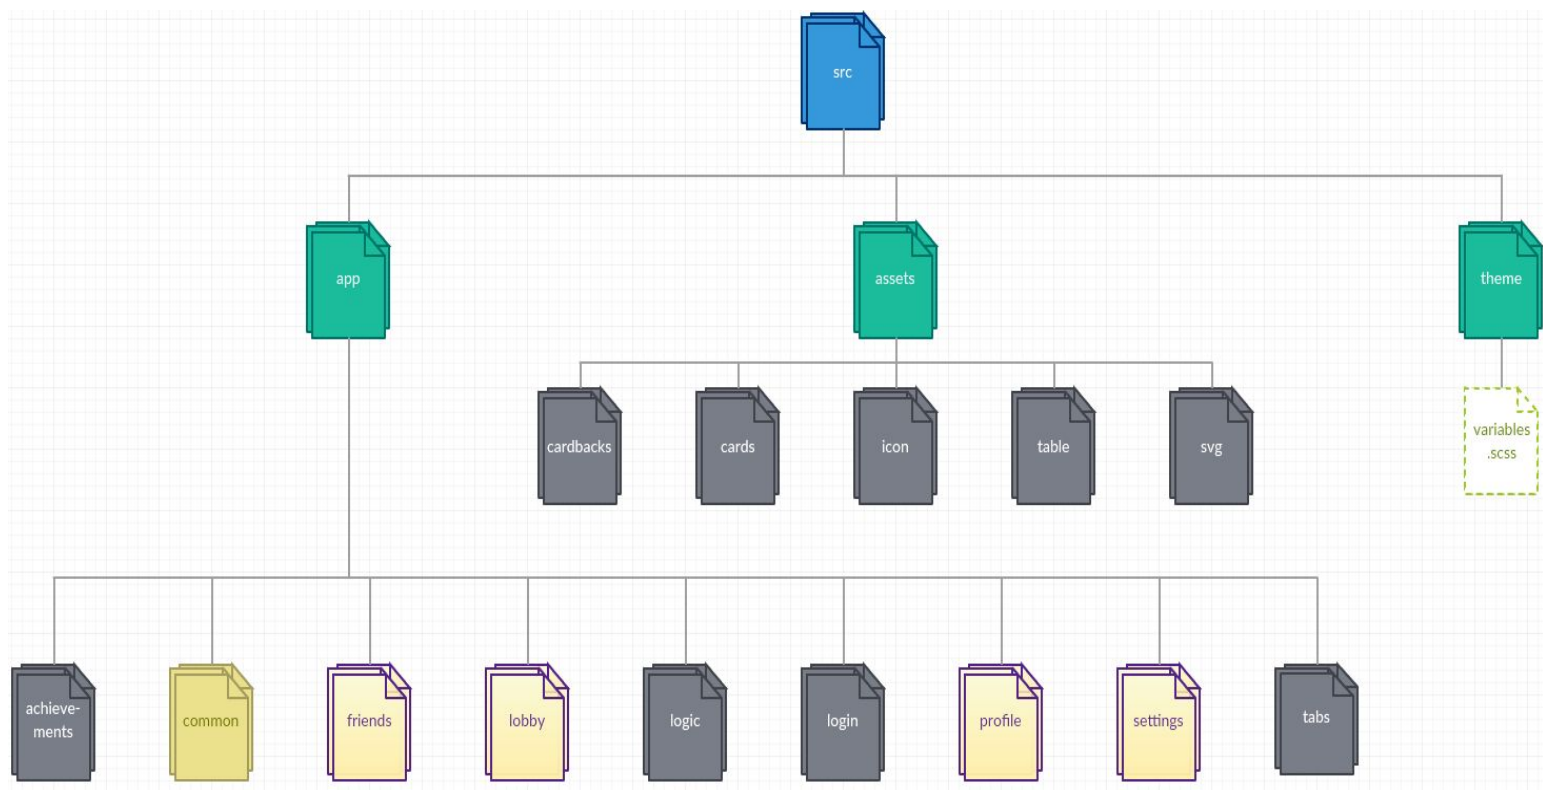 src
app
assets
theme
cardbacks
cards
icon
table
svg
variables
.scss
achieve-
ments
common
friends
lobby
logic
login
profile
settings
tabs